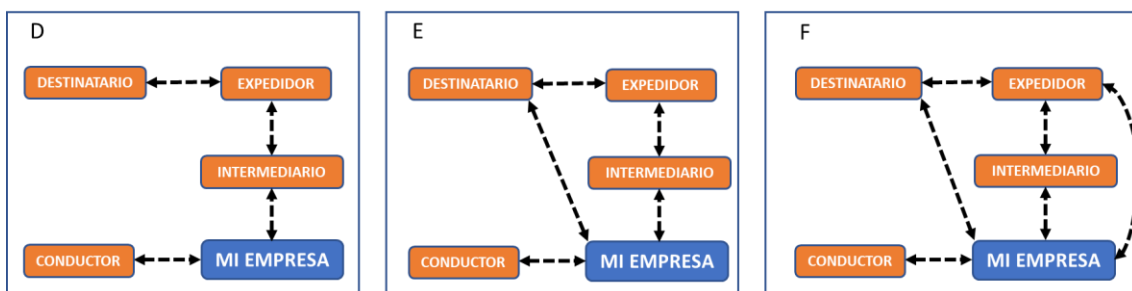 D
DESTINATARIO
EXPEDIDOR
INTERMEDIARIO
CONDUCTOR
MI EMPRESA
E
DESTINATARIO
EXPEDIDOR
INTERMEDIARIO
CONDUCTOR
MI EMPRESA
F
DESTINATARIO
EXPEDIDOR
INTERMEDIARIO
CONDUCTOR
MI EMPRESA